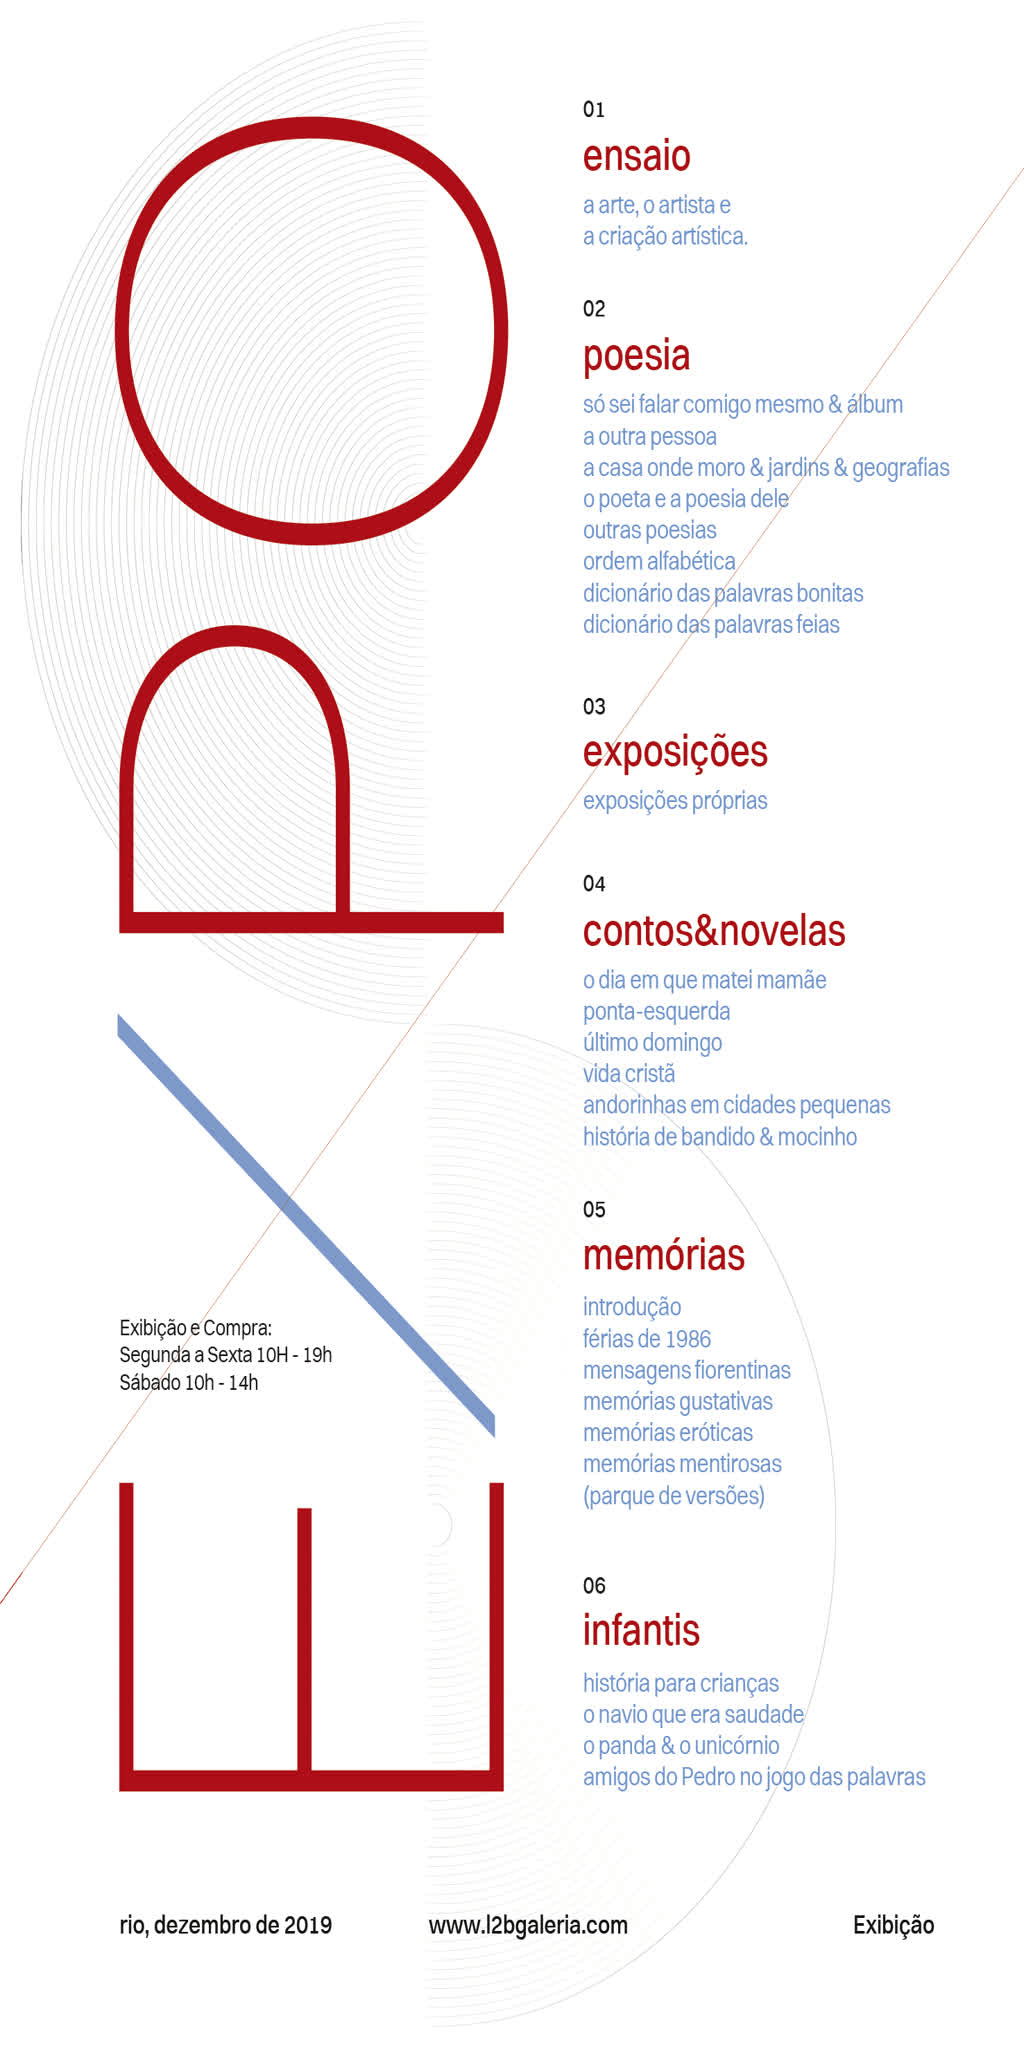 E/PO
01
ensaio
a arte, o artista e
a criação artística.
02
poesia
só sei falar comigo mesmo & álbum
a outra pessoa
a casa onde moro & jardins & geografias
o poeta e a poesia dele
outras poesias
ordem alfabética
dicionário das palavras bonitas
dicionário das palavras feias
03
exposições
exposições próprias
04
contos&novelas
o dia em que matei mamãe
ponta-esquerda
último domingo
vida cristã
andorinhas em cidades pequenas
história de bandido & mocinho
05
memórias
introdução
férias de 1986
mensagens fiorentinas
memórias gustativas
memórias eróticas
memórias mentirosas
(parque de versões)
06
infantis
história para crianças
o navio que era saudade
o panda & o unicórnio
amigos do Pedro no jogo das palavras
Exibição e Compra:
Segunda a Sexta 10H - 19h
Sábado 10h - 14h
rio, dezembro de 2019
www.l2bgaleria.com
Exibição